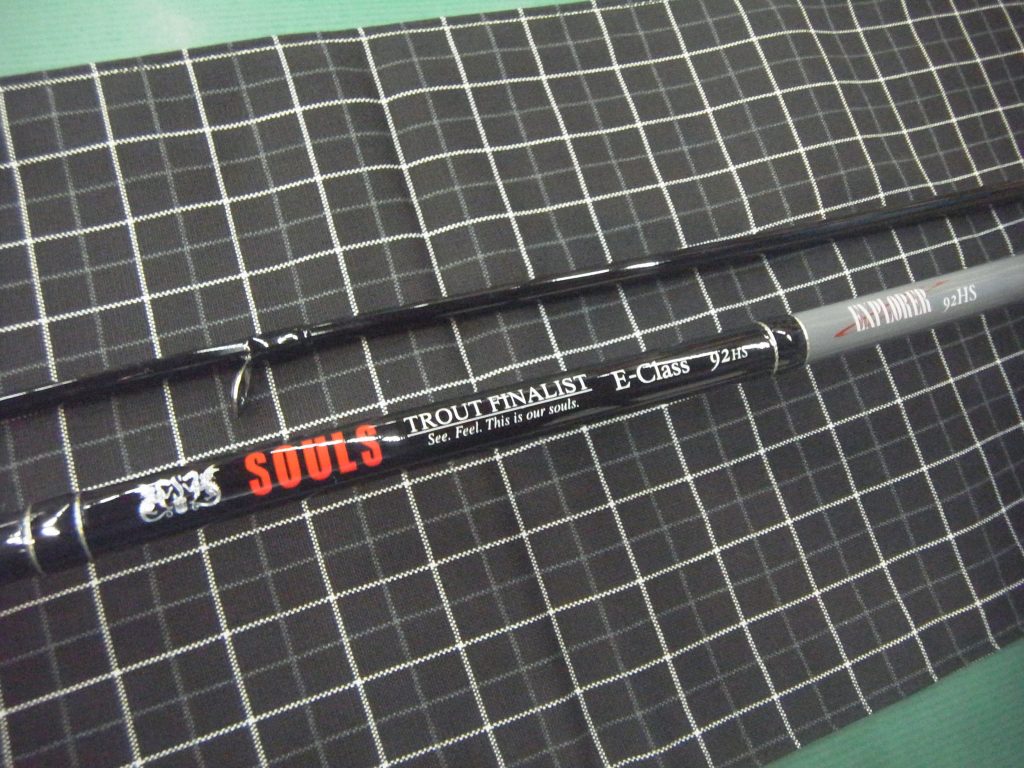 SOULS
TROUT FINALIST E-Class 92HS
See. Feel. This is our souls.
EXPLORER 92HS